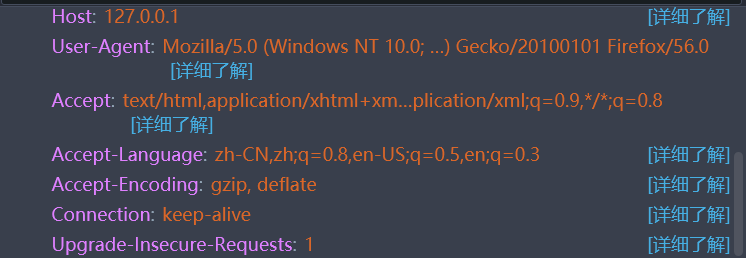 Host: 127.0.0.1 [详细了解]
User-Agent: Mozilla/5.0 (Windows NT 10.0; …) Gecko/20100101 Firefox/56.0
[详细了解]
Accept: text/html,application/xhtml+xm…plication/xml;q=0.9,*/*;q=0.8
[详细了解]
Accept-Language: zh-CN,zh;q=0.8,en-US;q=0.5,en;q=0.3 [详细了解]
Accept-Encoding: gzip, deflate [详细了解]
Connection: keep-alive [详细了解]
Upgrade-Insecure-Requests: 1 [详细了解]